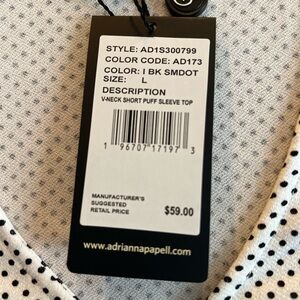 STYLE: AD1S300799
COLOR CODE: AD173
COLOR: I BK SMDOT
SIZE: L
DESCRIPTION
V-NECK SHORT PUFF SLEEVE TOP
1 96707 17197 3
MANUFACTURER'S
SUGGESTED
RETAIL PRICE $59.00
www.adriannapapell.com